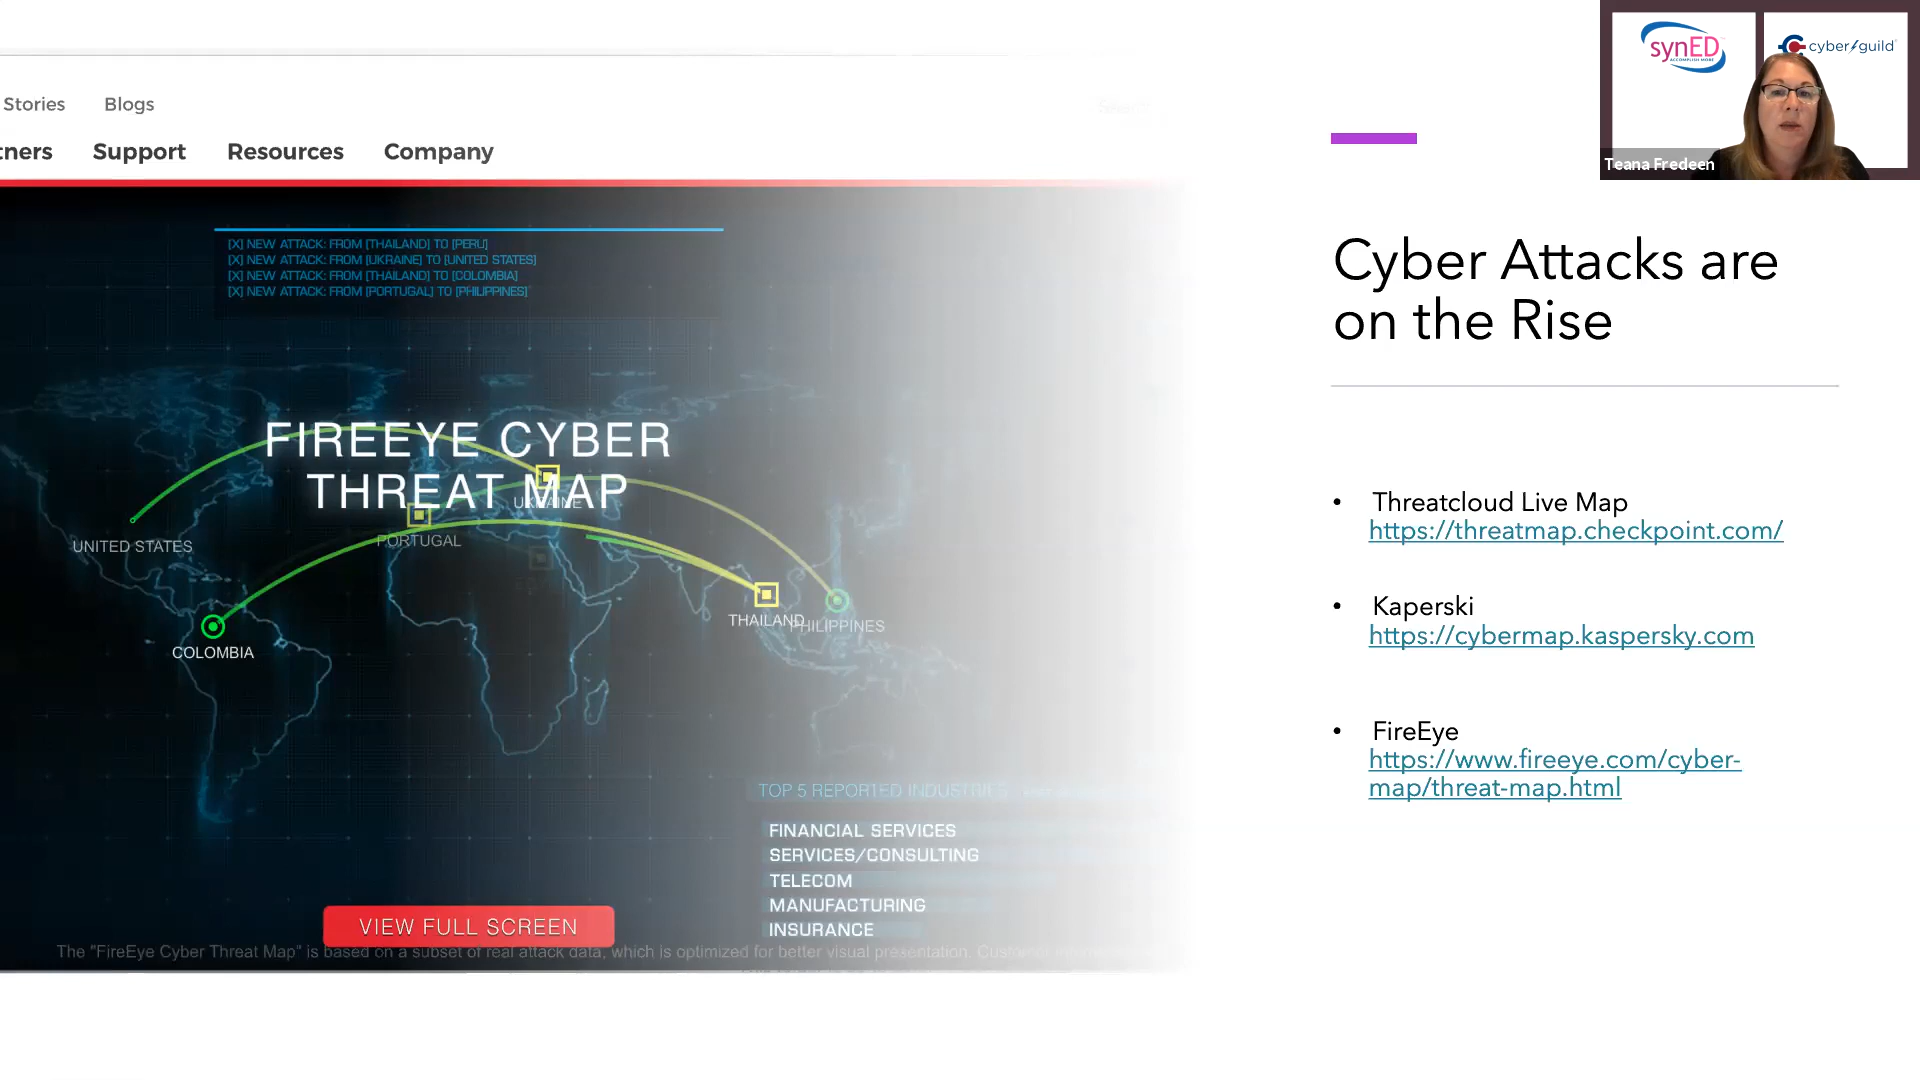 Stories Blogs
tners Support Resources Company
[X] NEW ATTACK: FROM [THAILAND] TO [PERU]
[X] NEW ATTACK: FROM [UKRAINE] TO [UNITED STATES]
[X] NEW ATTACK: FROM [THAILAND] TO [COLOMBIA]
[X] NEW ATTACK: FROM [PORTUGAL] TO [PHILIPPINES]
FIREEYE CYBER
THREAT MAP
UKRAINE
PORTUGAL
UNITED STATES
THAILAND
PHILIPPINES
COLOMBIA
TOP 5 REPORTED INDUSTRIES
FINANCIAL SERVICES
SERVICES/CONSULTING
TELECOM
MANUFACTURING
INSURANCE
VIEW FULL SCREEN
The "FireEye Cyber Threat Map" is based on a subset of real attack data, which is optimized for better visual presentation. Customer
synED
ACCOMPLISH MORE
cyber/guild
Teana Fredeen
Cyber Attacks are
on the Rise
• Threatcloud Live Map
https://threatmap.checkpoint.com/
• Kaperski
https://cybermap.kaspersky.com
• FireEye
https://www.fireeye.com/cyber-
map/threat-map.html